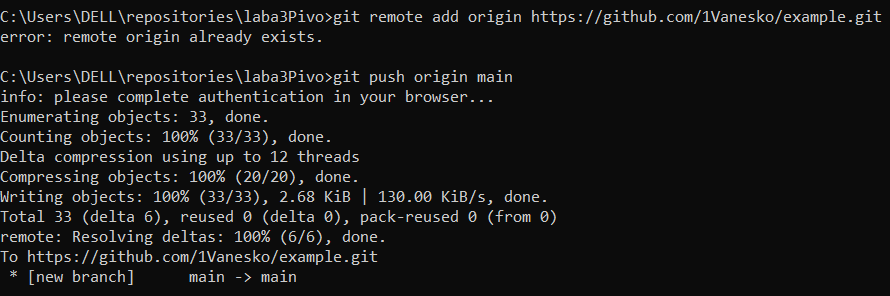 C:\Users\DELL\repositories\laba3Pivo>git remote add origin https://github.com/1Vanesko/example.git
error: remote origin already exists.
C:\Users\DELL\repositories\laba3Pivo>git push origin main
info: please complete authentication in your browser...
Enumerating objects: 33, done.
Counting objects: 100% (33/33), done.
Delta compression using up to 12 threads
Compressing objects: 100% (20/20), done.
Writing objects: 100% (33/33), 2.68 KiB | 130.00 KiB/s, done.
Total 33 (delta 6), reused 0 (delta 0), pack-reused 0 (from 0)
remote: Resolving deltas: 100% (6/6), done.
To https://github.com/1Vanesko/example.git
 * [new branch]      main -> main